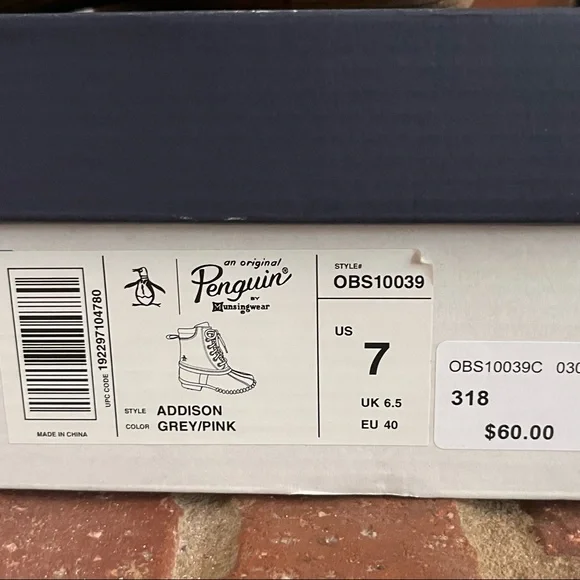 UPC CODE 192297104780
MADE IN CHINA
an original
Penguin®
BY
Munsingwear
STYLE ADDISON
COLOR GREY/PINK
STYLE#
OBS10039
US
7
UK 6.5
EU 40
OBS10039C 030
318
$60.00